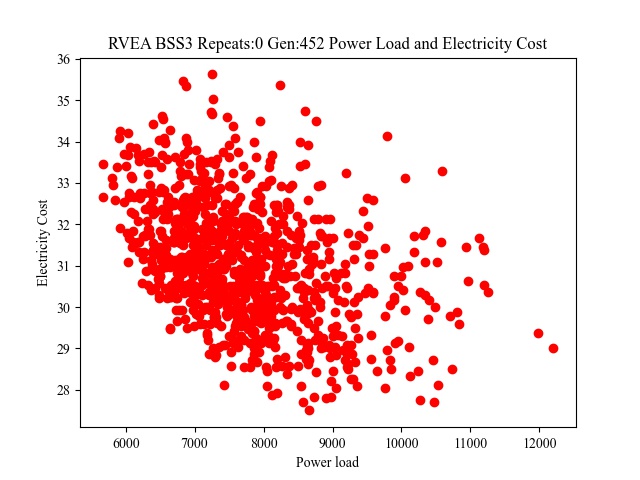 RVEA BSS3 Repeats:0 Gen:452 Power Load and Electricity Cost
36
35
34
33
32
31
30
29
28
Electricity Cost
6000 7000 8000 9000 10000 11000 12000
Power load